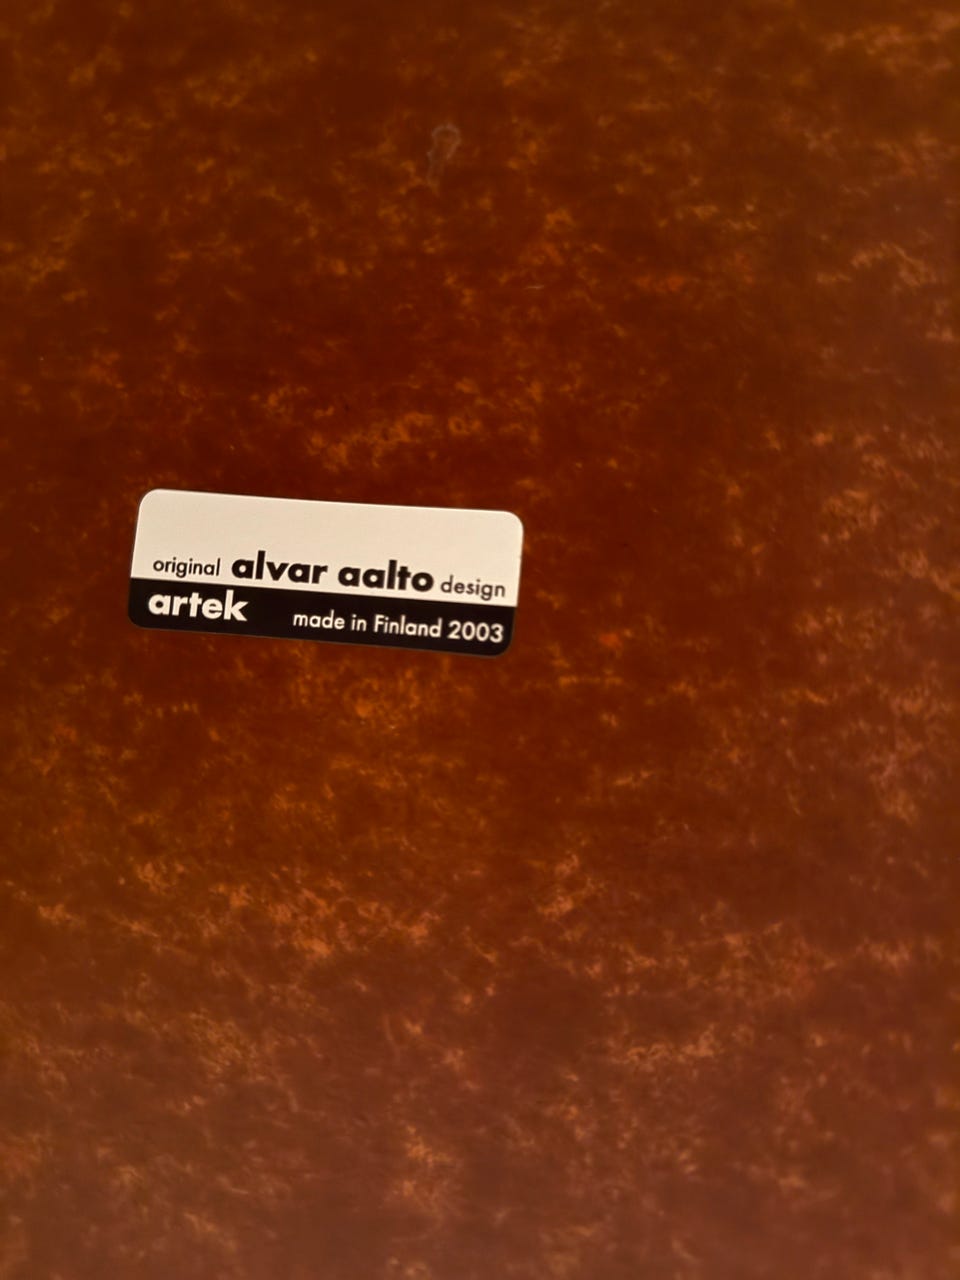 original alvar aalto design
artek made in Finland 2003